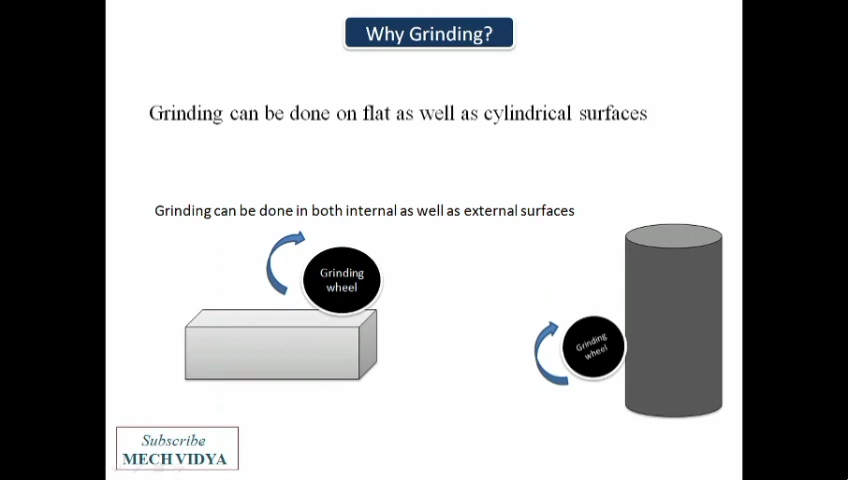 Why Grinding?
Grinding can be done on flat as well as cylindrical surfaces
Grinding can be done in both internal as well as external surfaces
Grinding
wheel
Grinding
wheel
Subscribe
MECH VIDYA